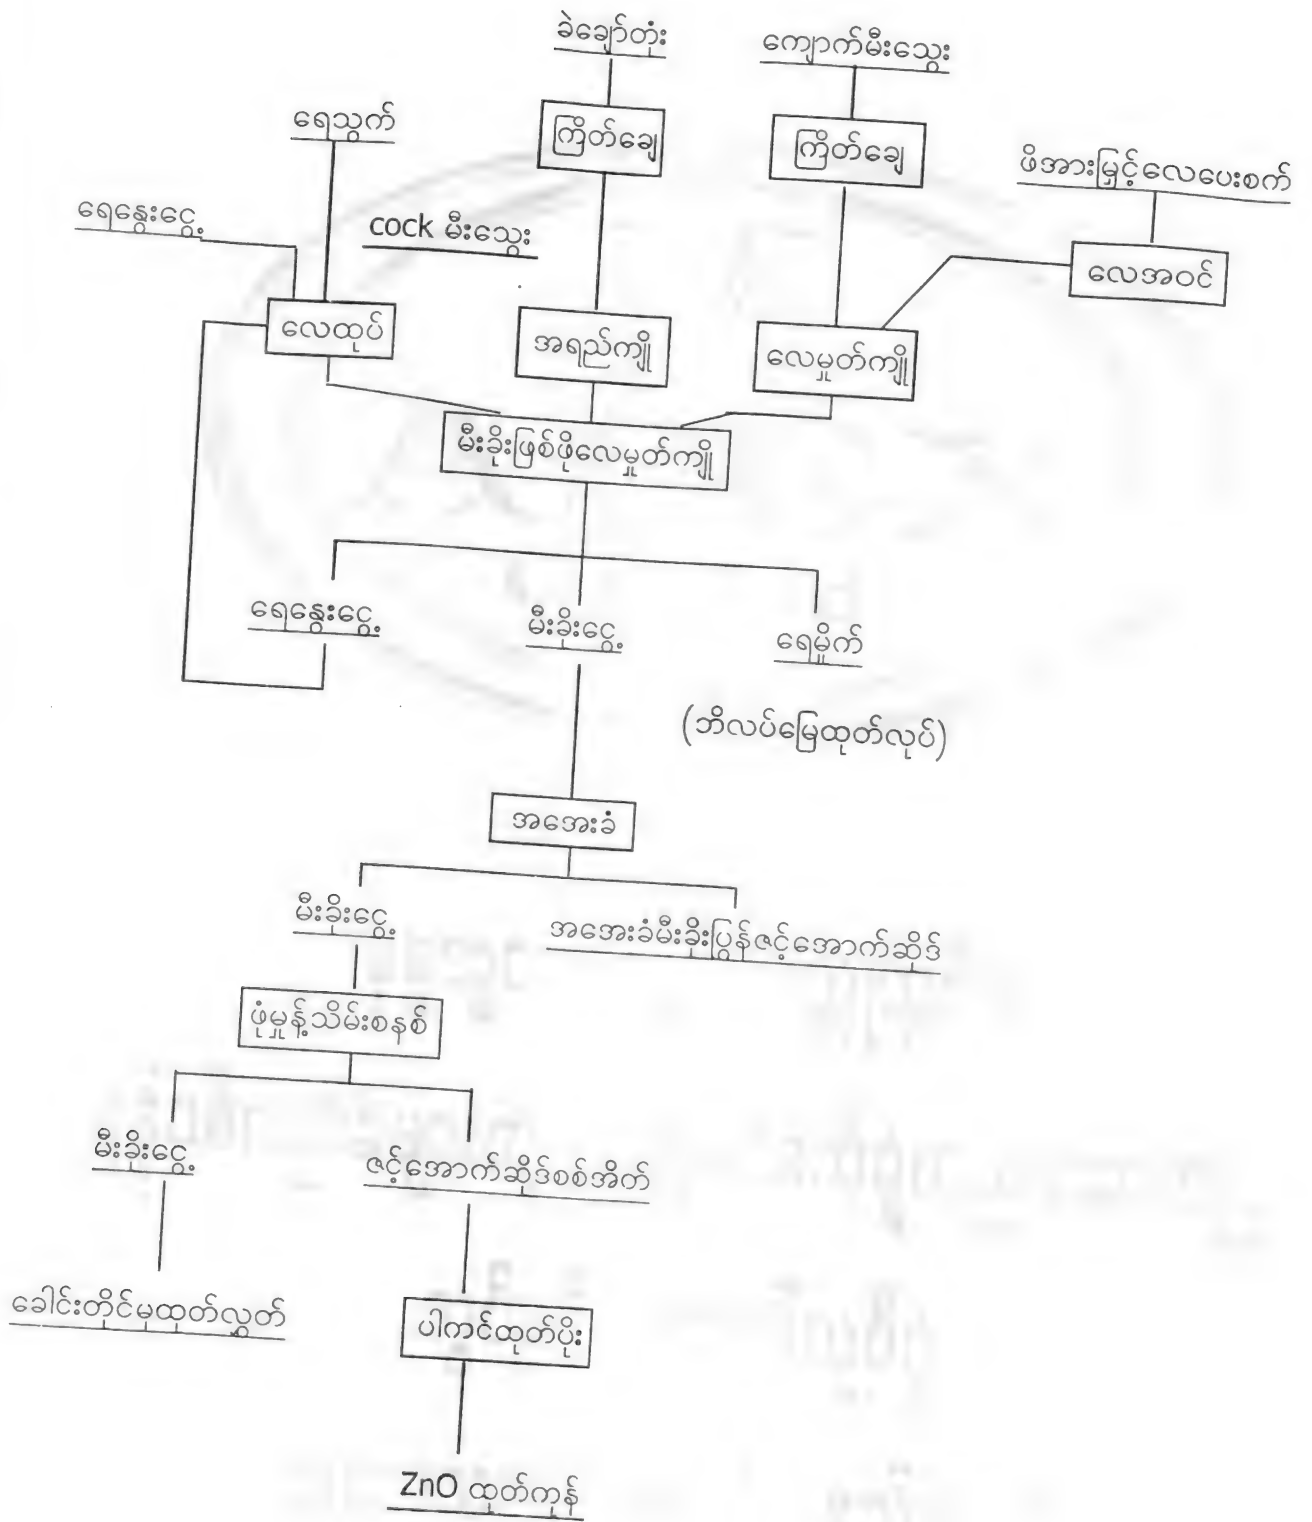 ခဲချော်တုံး
ကျောက်မီးသွေး
ရေသွက်
ကြိတ်ချေ
ကြိတ်ချေ
ဖိအားမြှင့်လေပေးစက်
ရေနွေးငွေ့
cock မီးသွေး
လေအဝင်
လေထုပ်
အရည်ကျို
လေမှုတ်ကျို
မီးခိုးဖြစ်ဖိုလေမှုတ်ကျို
ရေနွေးငွေ့
မီးခိုးငွေ့
ရေမှိုက်
(ဘိလပ်မြေထုတ်လုပ်)
အအေးခံ
မီးခိုးငွေ့
အအေးခံမီးခိုးပြွန်ဇင့်အောက်ဆိုဒ်
ဖုံမှုန့်သိမ်းစနစ်
မီးခိုးငွေ့
ဇင့်အောက်ဆိုဒ်စစ်အိတ်
ခေါင်းတိုင်မှထုတ်လွှတ်
ပါကင်ထုတ်ပိုး
ZnO ထုတ်ကုန်